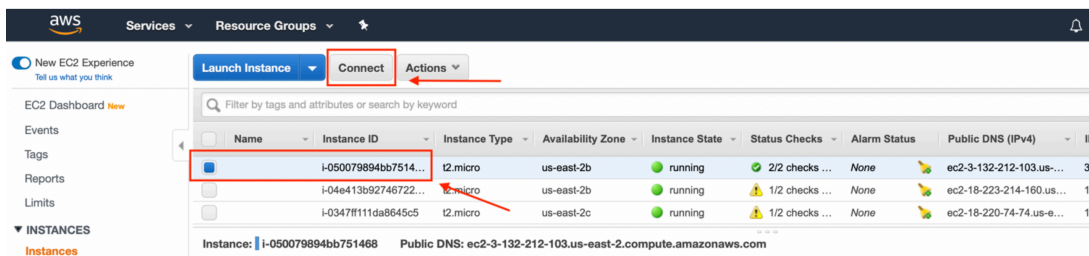 aws Services Resource Groups
New EC2 Experience
Tell us what you think
EC2 Dashboard New
Events
Tags
Reports
Limits
INSTANCES
Instances
Launch Instance Connect Actions
Filter by tags and attributes or search by keyword
Name Instance ID Instance Type Availability Zone Instance State Status Checks Alarm Status Public DNS (IPv4)
i-050079894bb7514... t2.micro us-east-2b running 2/2 checks ... None ec2-3-132-212-103.us-... 3
i-04e413b92746722... t2.micro us-east-2b running 1/2 checks ... None ec2-18-223-214-160.us... 1
i-0347ff111da8645c5 t2.micro us-east-2c running 1/2 checks ... None ec2-18-220-74-74.us-e... 1
Instance: i-050079894bb751468 Public DNS: ec2-3-132-212-103.us-east-2.compute.amazonaws.com